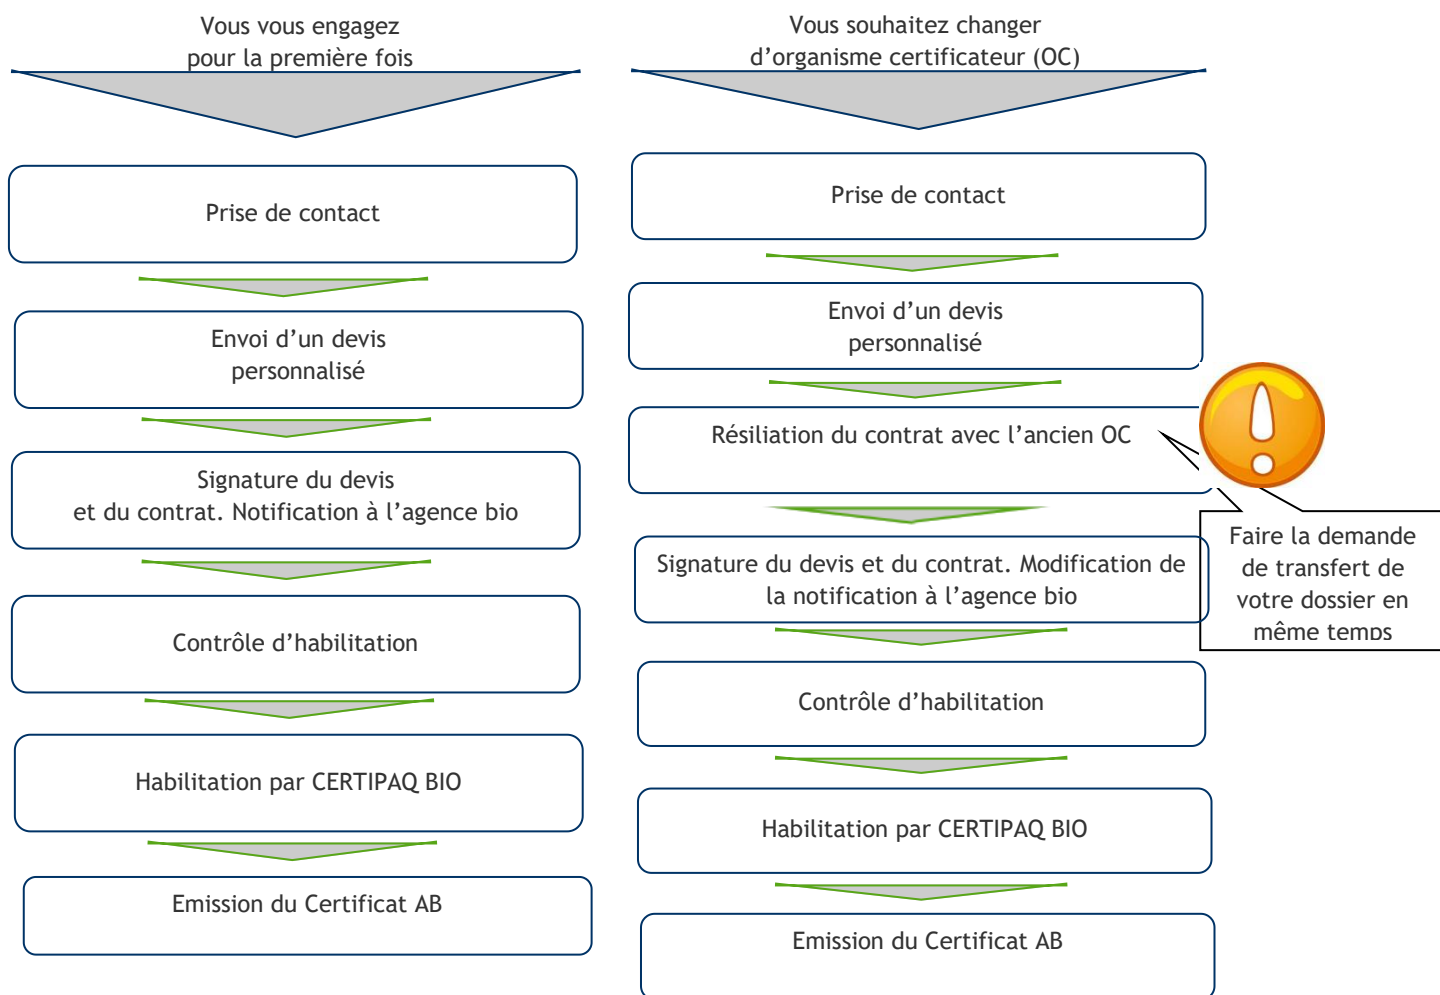 Vous vous engagez
pour la première fois
Prise de contact
Envoi d’un devis
personnalisé
Signature du devis
et du contrat. Notification à l’agence bio
Contrôle d’habilitation
Habilitation par CERTIPAQ BIO
Emission du Certificat AB
Vous souhaitez changer
d’organisme certificateur (OC)
Prise de contact
Envoi d’un devis
personnalisé
Résiliation du contrat avec l’ancien OC
Faire la demande
de transfert de
votre dossier en
même temps
Signature du devis et du contrat. Modification de
la notification à l’agence bio
Contrôle d’habilitation
Habilitation par CERTIPAQ BIO
Emission du Certificat AB